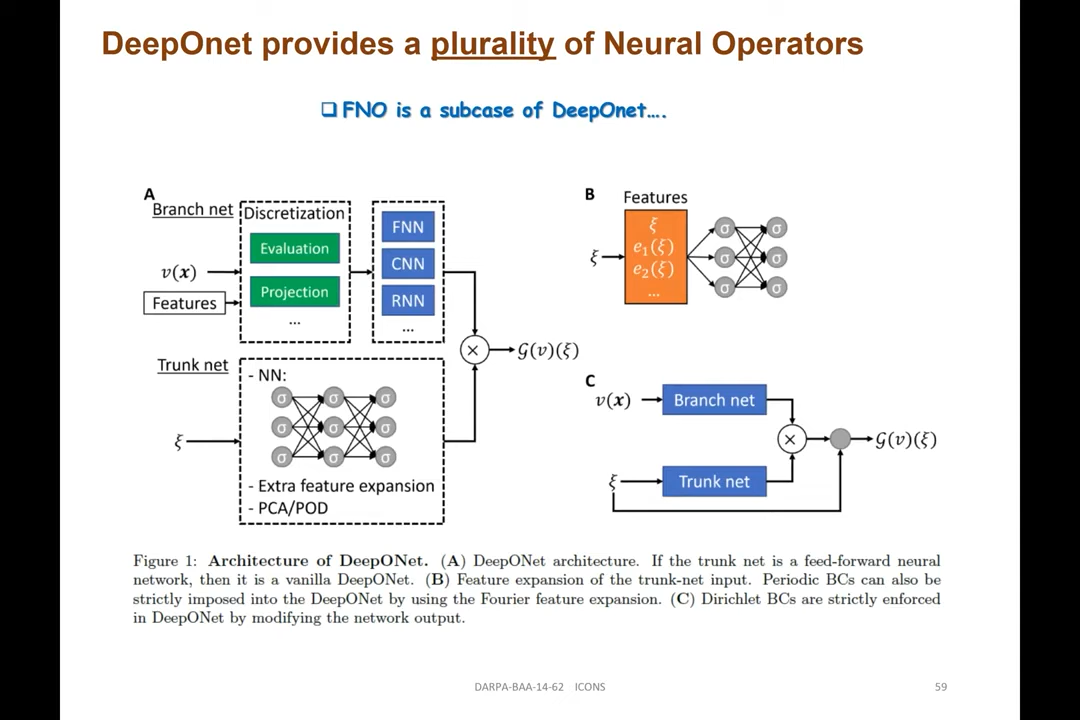 DeepOnet provides a plurality of Neural Operators
❑ FNO is a subcase of DeepOnet….
A
Branch net
Discretization
Evaluation
Projection
...
v(x)
Features
FNN
CNN
RNN
...
×
G(v)(ξ)
Trunk net
ξ
- NN:
σ σ σ
σ σ σ
σ σ σ
- Extra feature expansion
- PCA/POD
B
Features
ξ
ξ
e₁(ξ)
e₂(ξ)
...
σ σ
σ σ
σ σ
C
v(x)
Branch net
×
G(v)(ξ)
ξ
Trunk net
Figure 1: Architecture of DeepONet. (A) DeepONet architecture. If the trunk net is a feed-forward neural
network, then it is a vanilla DeepONet. (B) Feature expansion of the trunk-net input. Periodic BCs can also be
strictly imposed into the DeepONet by using the Fourier feature expansion. (C) Dirichlet BCs are strictly enforced
in DeepONet by modifying the network output.
DARPA-BAA-14-62 ICONS
59